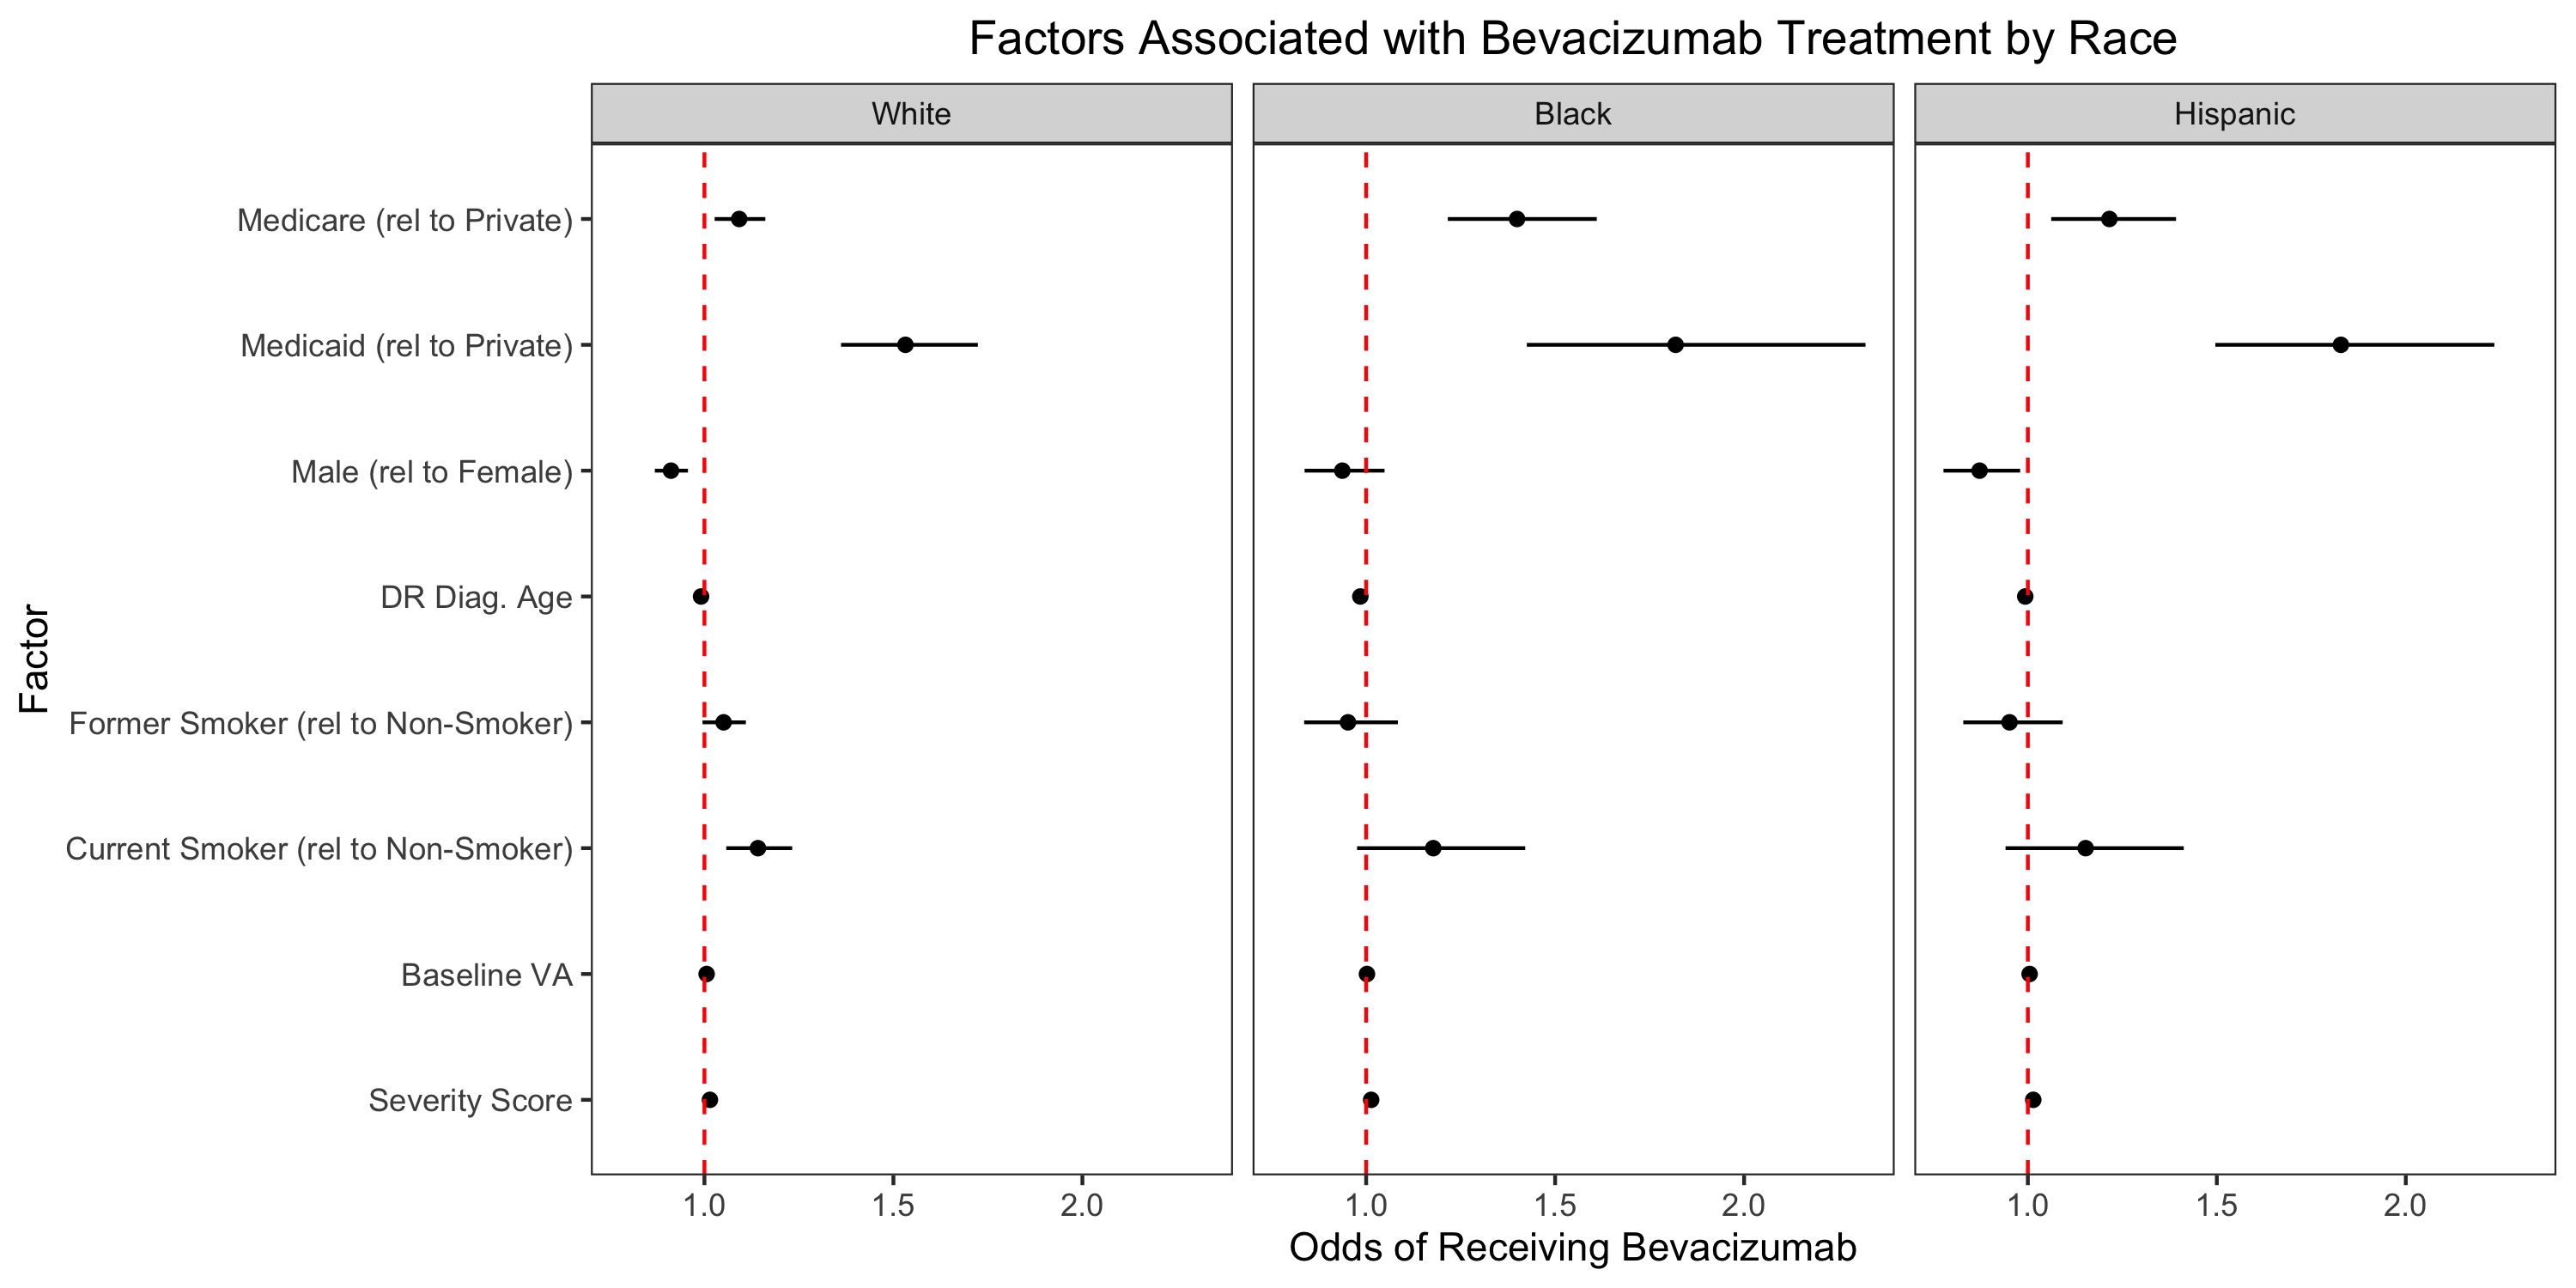 Factors Associated with Bevacizumab Treatment by Race
White
Black
Hispanic
Factor
Medicare (rel to Private)
Medicaid (rel to Private)
Male (rel to Female)
DR Diag. Age
Former Smoker (rel to Non-Smoker)
Current Smoker (rel to Non-Smoker)
Baseline VA
Severity Score
1.0 1.5 2.0
1.0 1.5 2.0
1.0 1.5 2.0
Odds of Receiving Bevacizumab